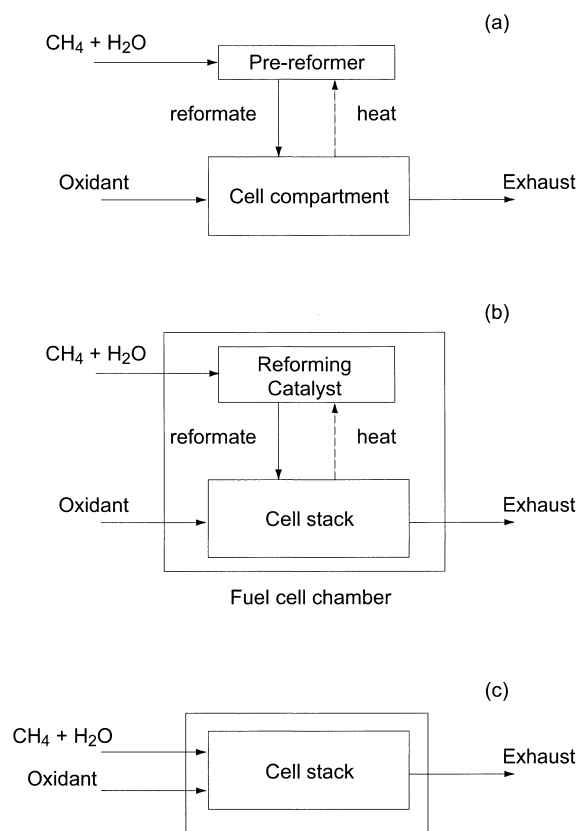 (a)
CH₄ + H₂O
Pre-reformer
reformate
heat
Oxidant
Cell compartment
Exhaust
(b)
CH₄ + H₂O
Reforming
Catalyst
reformate
heat
Oxidant
Cell stack
Exhaust
Fuel cell chamber
(c)
CH₄ + H₂O
Oxidant
Cell stack
Exhaust